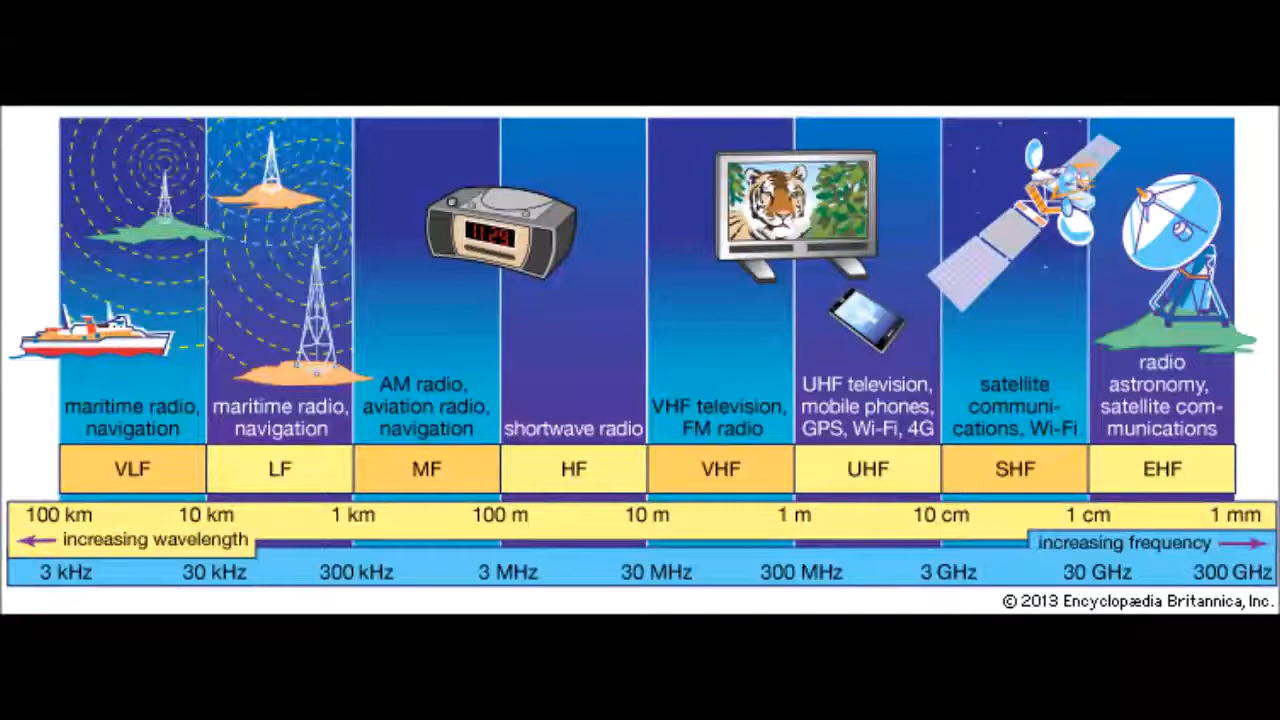 11:29
maritime radio,
navigation
maritime radio,
navigation
AM radio,
aviation radio,
navigation
shortwave radio
VHF television,
FM radio
UHF television,
mobile phones,
GPS, Wi-Fi, 4G
satellite
communi-
cations, Wi-Fi
radio
astronomy,
satellite com-
munications
VLF LF MF HF VHF UHF SHF EHF
100 km 10 km 1 km 100 m 10 m 1 m 10 cm 1 cm 1 mm
increasing wavelength increasing frequency
3 kHz 30 kHz 300 kHz 3 MHz 30 MHz 300 MHz 3 GHz 30 GHz 300 GHz
© 2013 Encyclopædia Britannica, Inc.